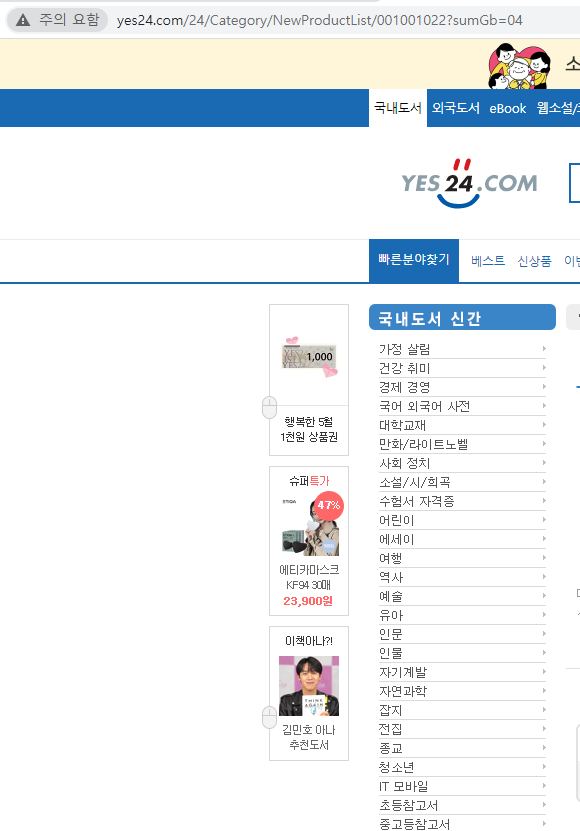 주의 요함 yes24.com/24/Category/NewProductList/001001022?sumGb=04
소
국내도서 외국도서 eBook 웹소설/
YES24.COM
빠른분야찾기 베스트 신상품 이
1,000
행복한 5월
1천원 상품권
슈퍼특가
47%
에티카마스크
KF94 30매
23,900원
이책아나?!
김민호 아나
추천도서
국내도서 신간
가정 살림
건강 취미
경제 경영
국어 외국어 사전
대학교재
만화/라이트노벨
사회 정치
소설/시/희곡
수험서 자격증
어린이
에세이
여행
역사
예술
유아
인문
인물
자기계발
자연과학
잡지
전집
종교
청소년
IT 모바일
초등참고서
중고등참고서